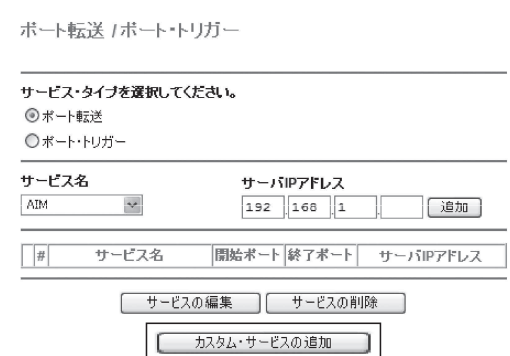 ポート転送 / ポート・トリガー
サービス・タイプを選択してください。
ポート転送
ポート・トリガー
サービス名 サーバIPアドレス
AIM 192 . 168 . 1 . 追加
# サービス名 開始ポート 終了ポート サーバIPアドレス
サービスの編集 サービスの削除
カスタム・サービスの追加